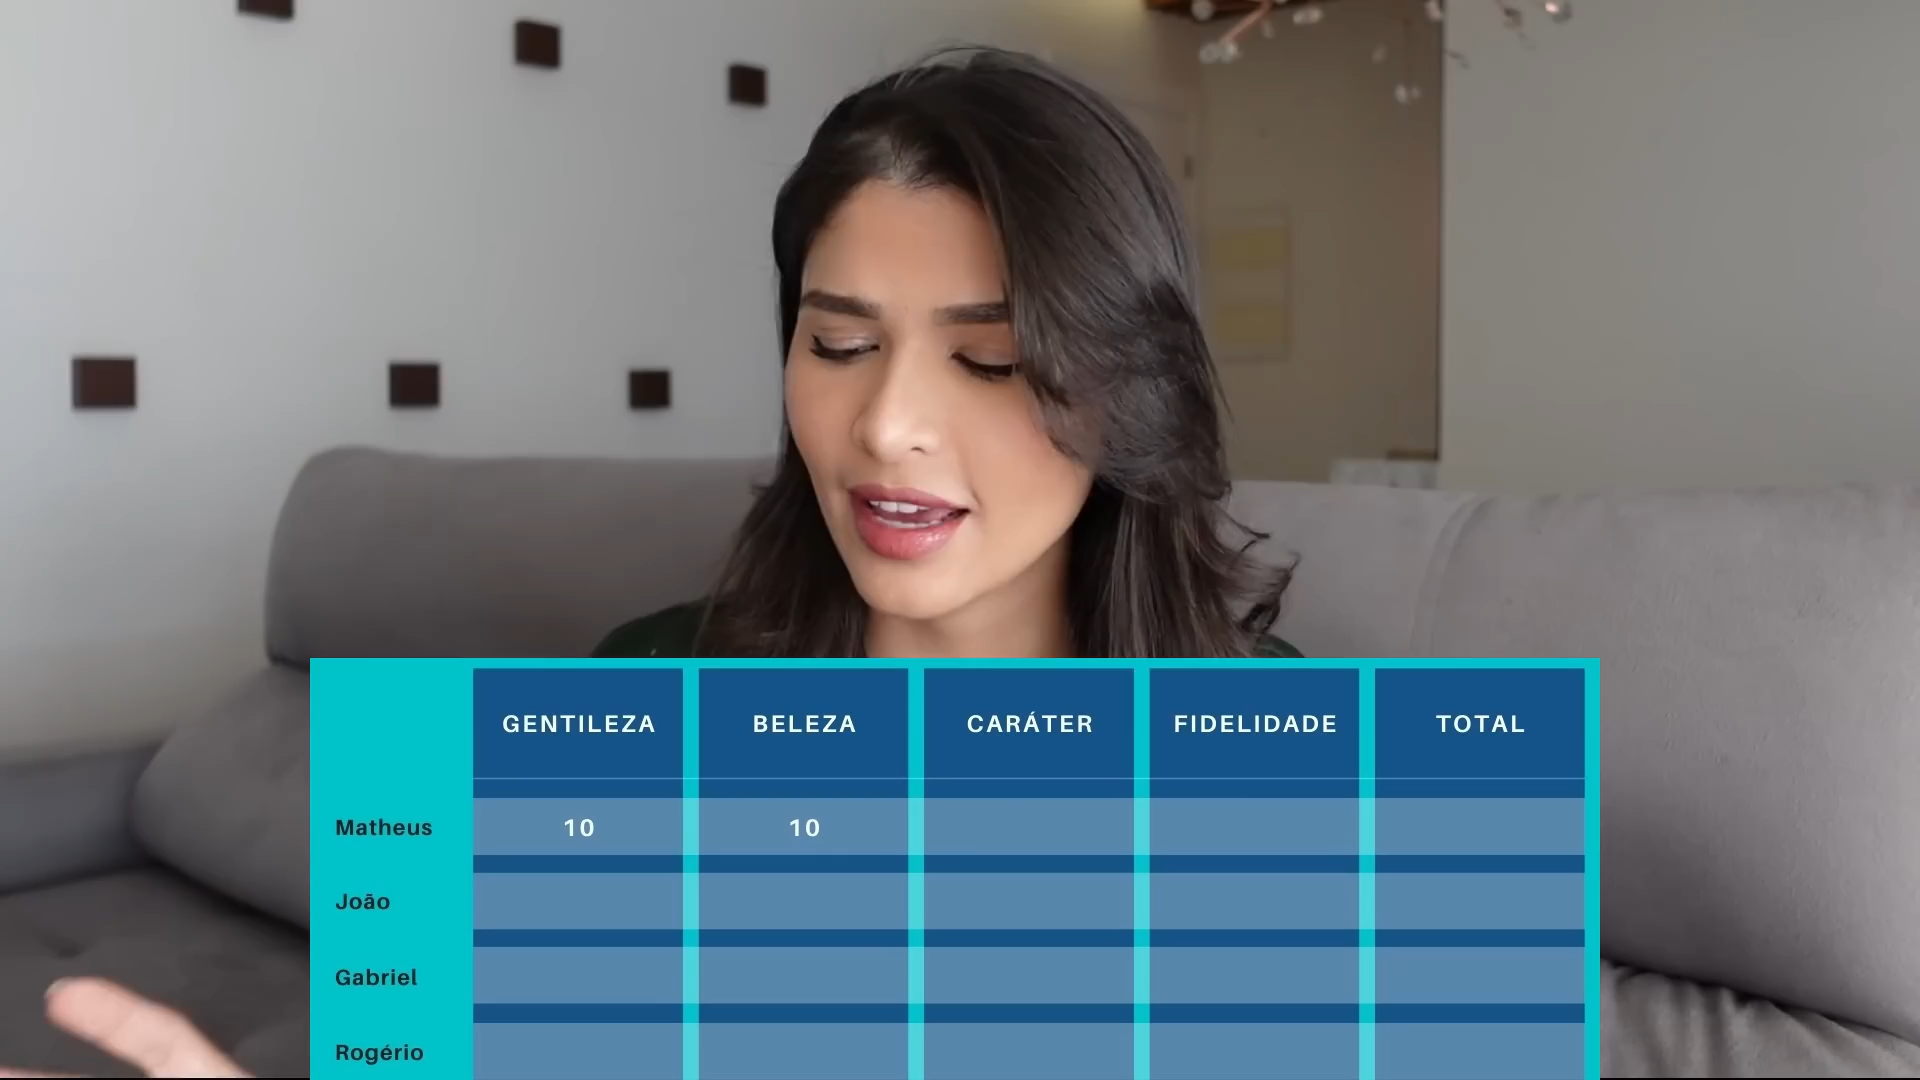 GENTILEZA BELEZA CARÁTER FIDELIDADE TOTAL
Matheus 10 10
João
Gabriel
Rogério